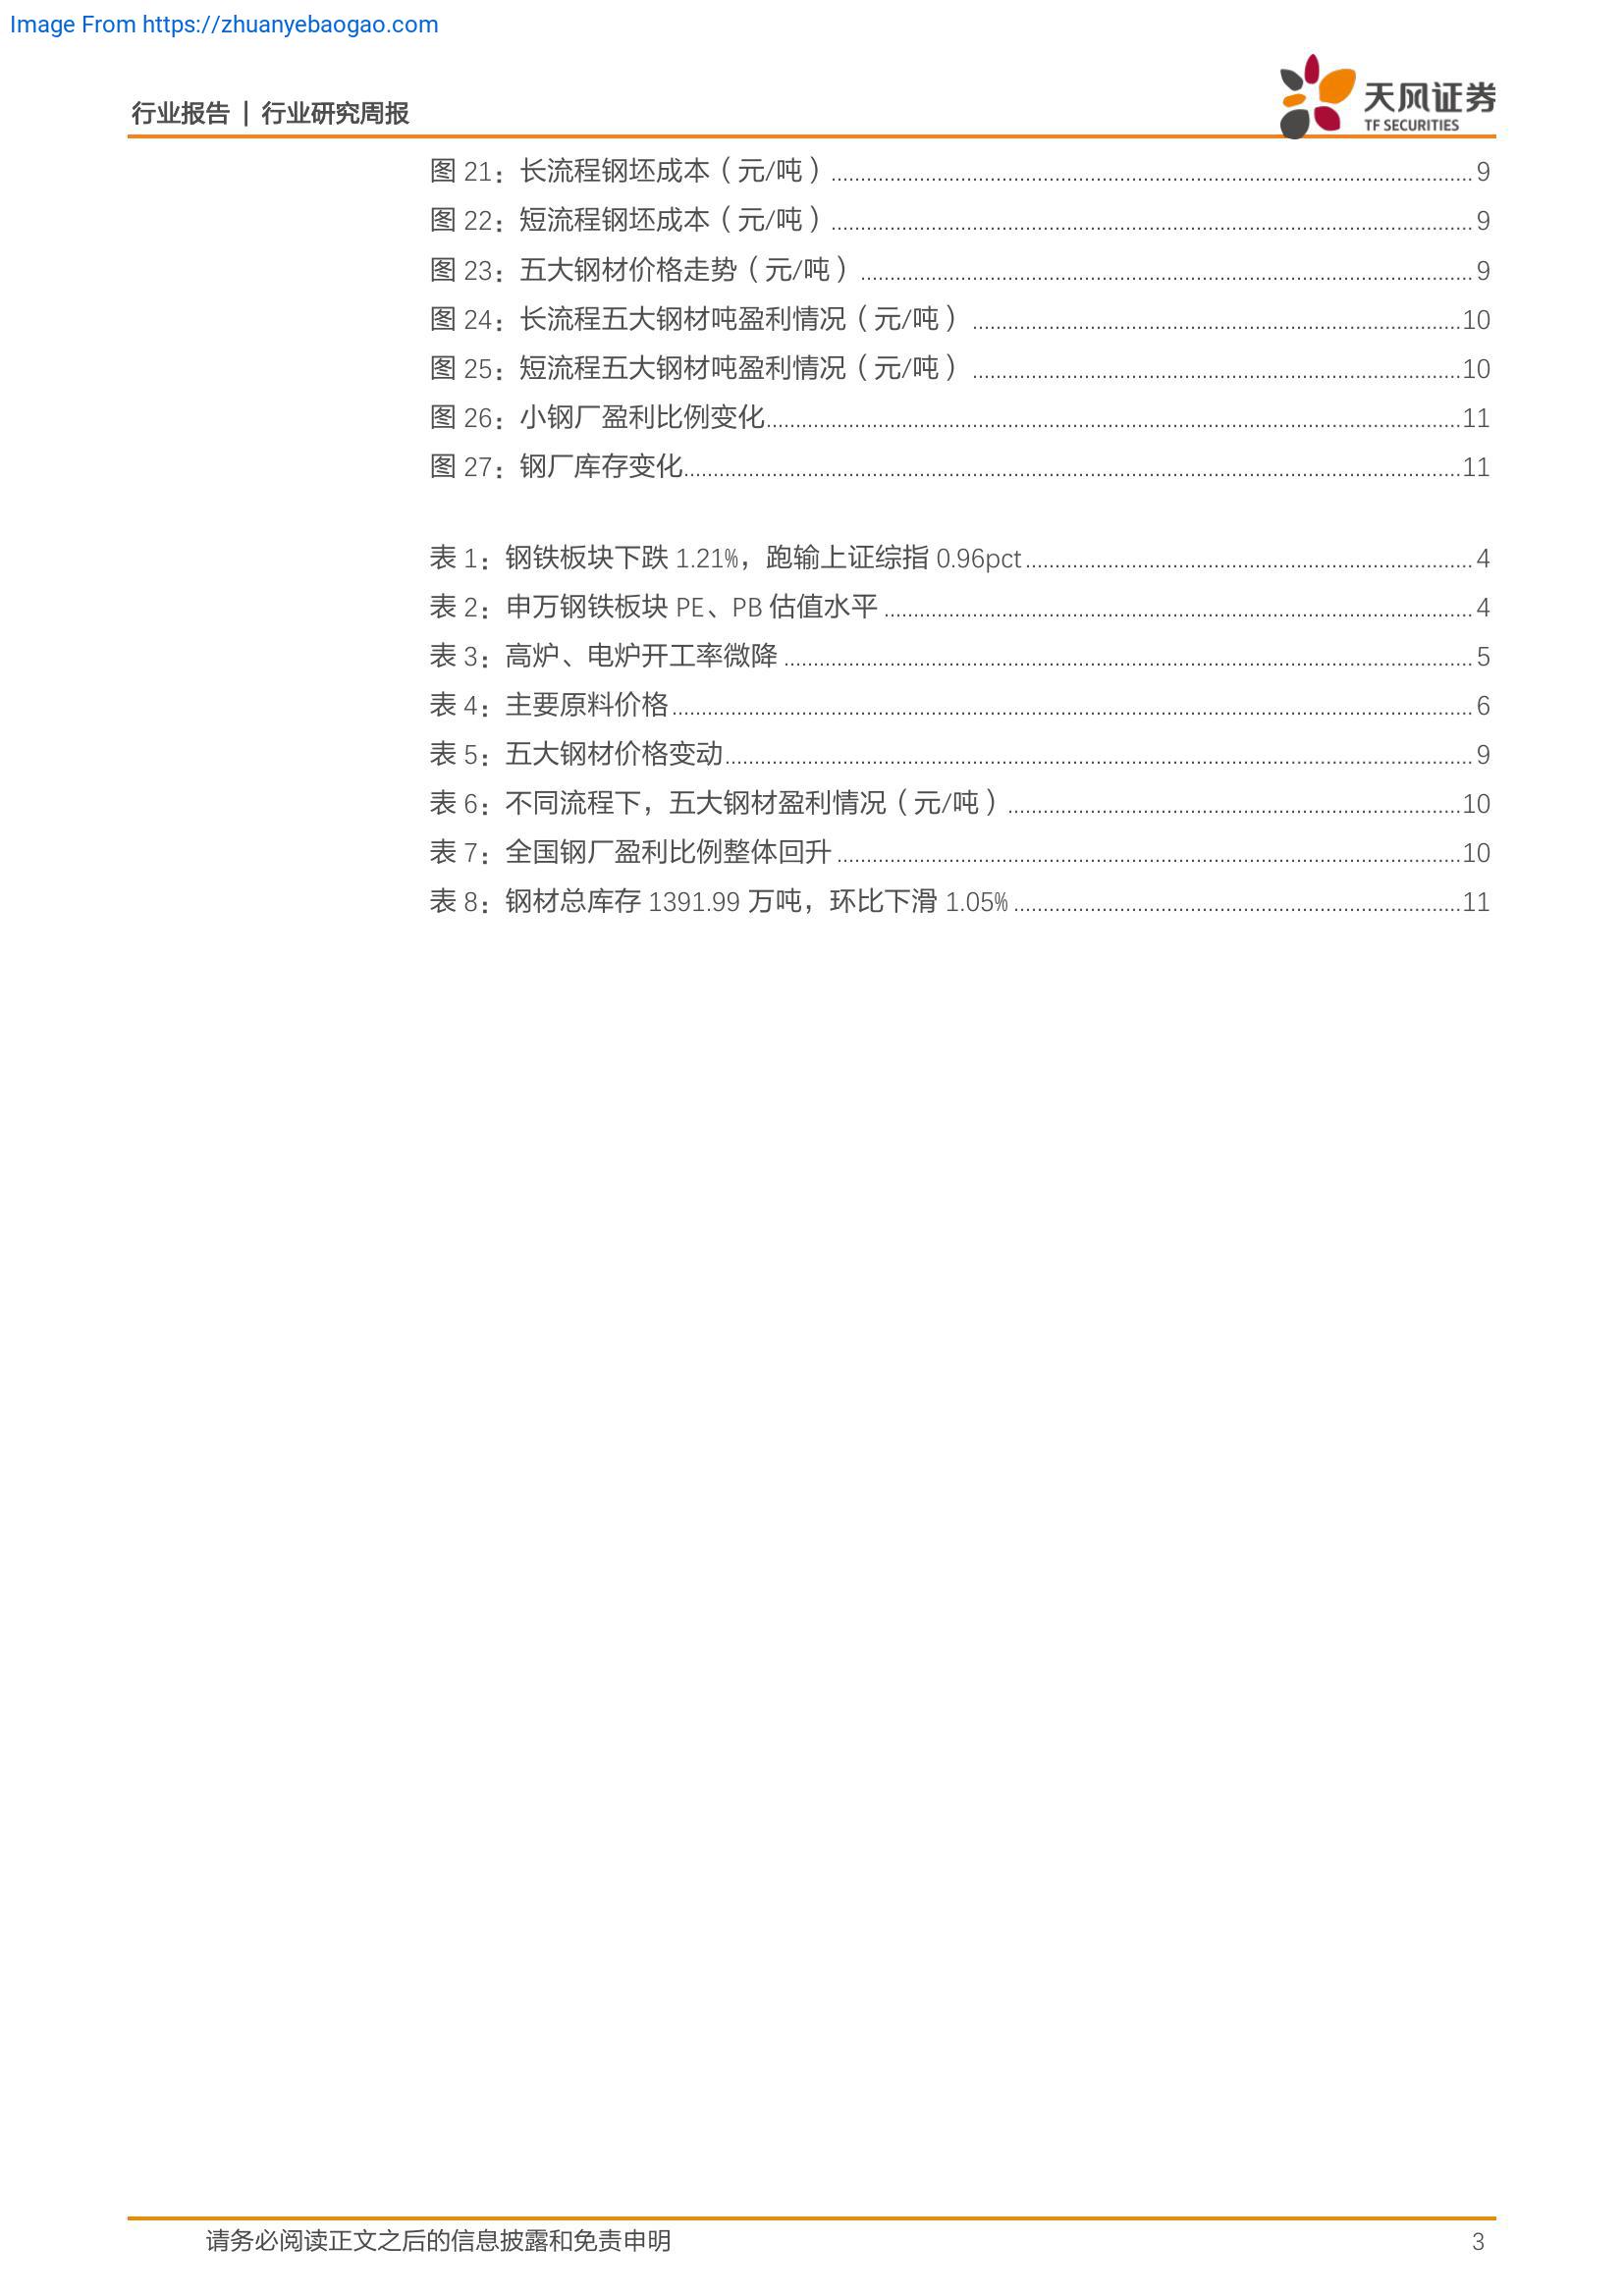 Image From https://zhuanyebaogao.com
行业报告 | 行业研究周报
天风证券
TF SECURITIES
图 21：长流程钢坯成本（元/吨）........ 9
图 22：短流程钢坯成本（元/吨）........ 9
图 23：五大钢材价格走势（元/吨）........ 9
图 24：长流程五大钢材吨盈利情况（元/吨）........ 10
图 25：短流程五大钢材吨盈利情况（元/吨）........ 10
图 26：小钢厂盈利比例变化........ 11
图 27：钢厂库存变化........ 11
表 1：钢铁板块下跌 1.21%，跑输上证综指 0.96pct........ 4
表 2：申万钢铁板块 PE、PB 估值水平........ 4
表 3：高炉、电炉开工率微降........ 5
表 4：主要原料价格........ 6
表 5：五大钢材价格变动........ 9
表 6：不同流程下，五大钢材盈利情况（元/吨）........ 10
表 7：全国钢厂盈利比例整体回升........ 10
表 8：钢材总库存 1391.99 万吨，环比下滑 1.05%........ 11
请务必阅读正文之后的信息披露和免责申明 3